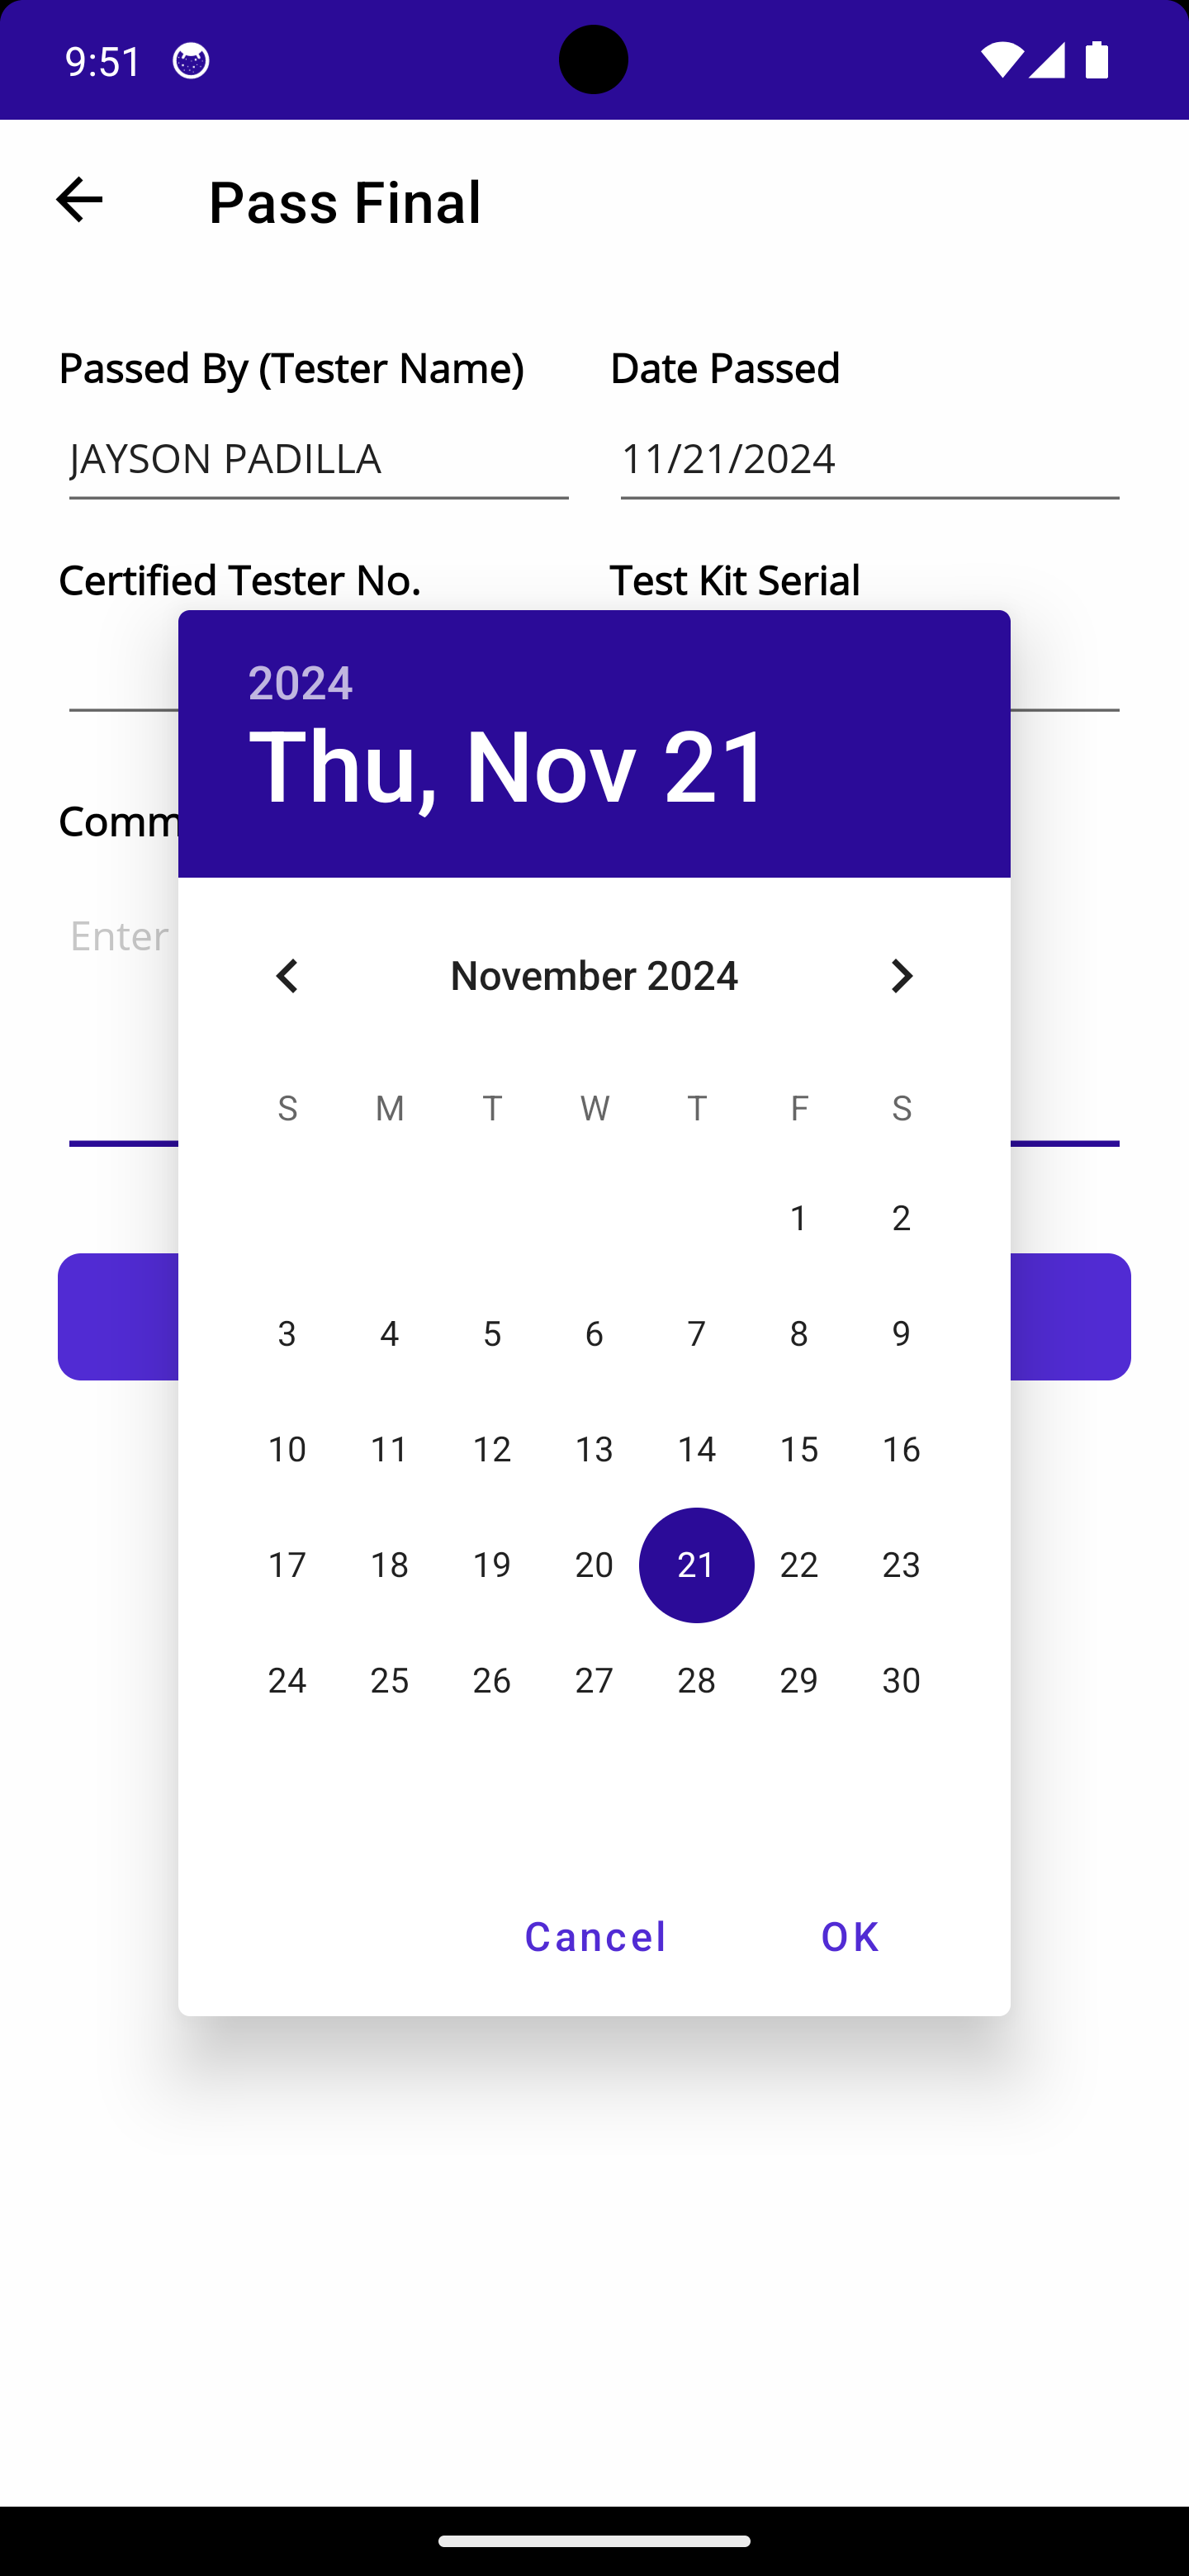 9:51
Pass Final
Passed By (Tester Name) Date Passed
JAYSON PADILLA 11/21/2024
Certified Tester No. Test Kit Serial
2024
Thu, Nov 21
Comm
Enter
November 2024
S M T W T F S
1 2
3 4 5 6 7 8 9
10 11 12 13 14 15 16
17 18 19 20 21 22 23
24 25 26 27 28 29 30
Cancel OK